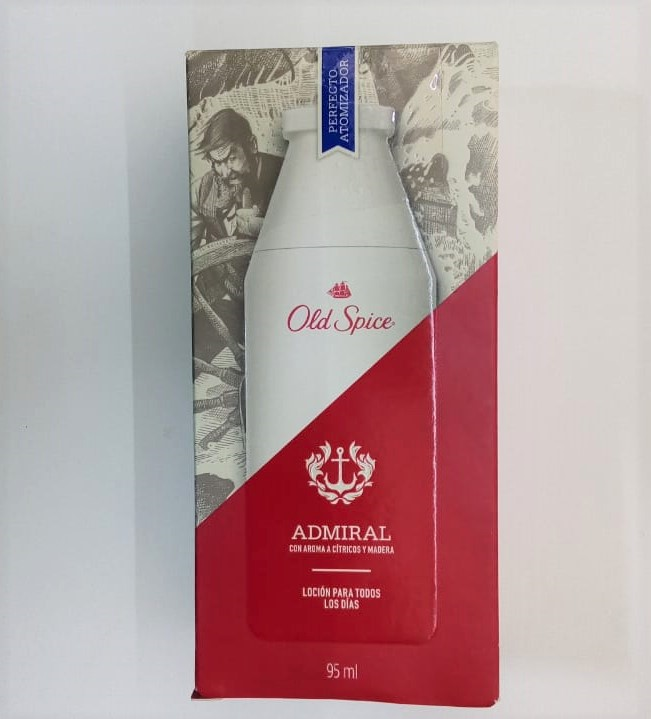 PERFECTO
ATOMIZADOR
Old Spice®
ADMIRAL
CON AROMA A CÍTRICOS Y MADERA
LOCIÓN PARA TODOS
LOS DÍAS
95 ml